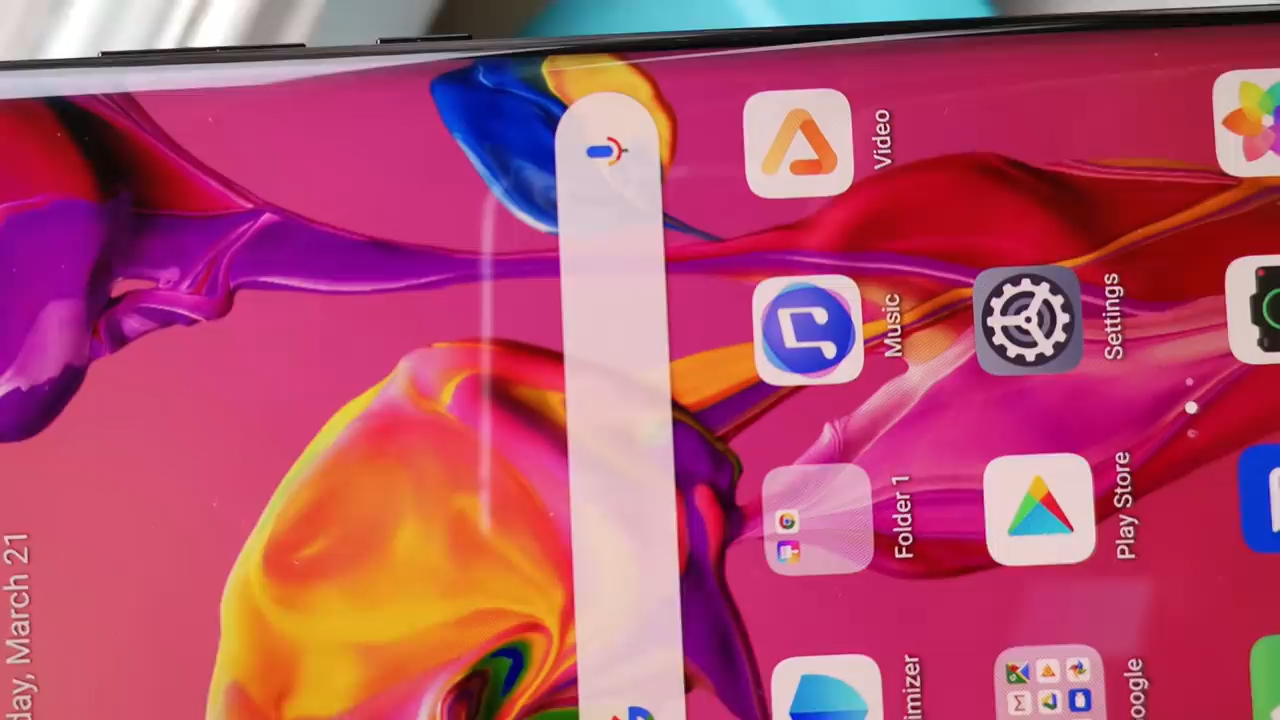 day, March 21
imizer
Folder 1
Music
Video
oogle
Play Store
Settings